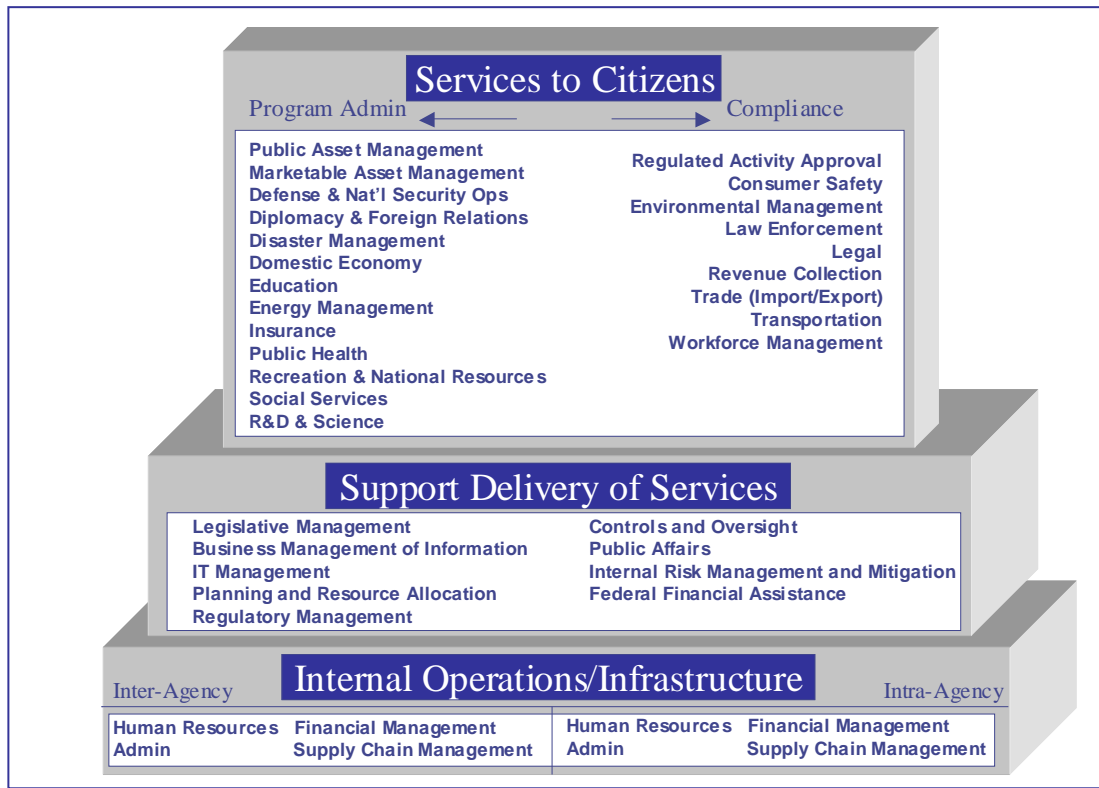 Services to Citizens
Program Admin
Compliance
Public Asset Management
Marketable Asset Management
Defense & Nat'l Security Ops
Diplomacy & Foreign Relations
Disaster Management
Domestic Economy
Education
Energy Management
Insurance
Public Health
Recreation & National Resources
Social Services
R&D & Science
Regulated Activity Approval
Consumer Safety
Environmental Management
Law Enforcement
Legal
Revenue Collection
Trade (Import/Export)
Transportation
Workforce Management
Support Delivery of Services
Legislative Management
Business Management of Information
IT Management
Planning and Resource Allocation
Regulatory Management
Controls and Oversight
Public Affairs
Internal Risk Management and Mitigation
Federal Financial Assistance
Internal Operations/Infrastructure
Inter-Agency
Intra-Agency
Human Resources
Admin
Financial Management
Supply Chain Management
Human Resources
Admin
Financial Management
Supply Chain Management